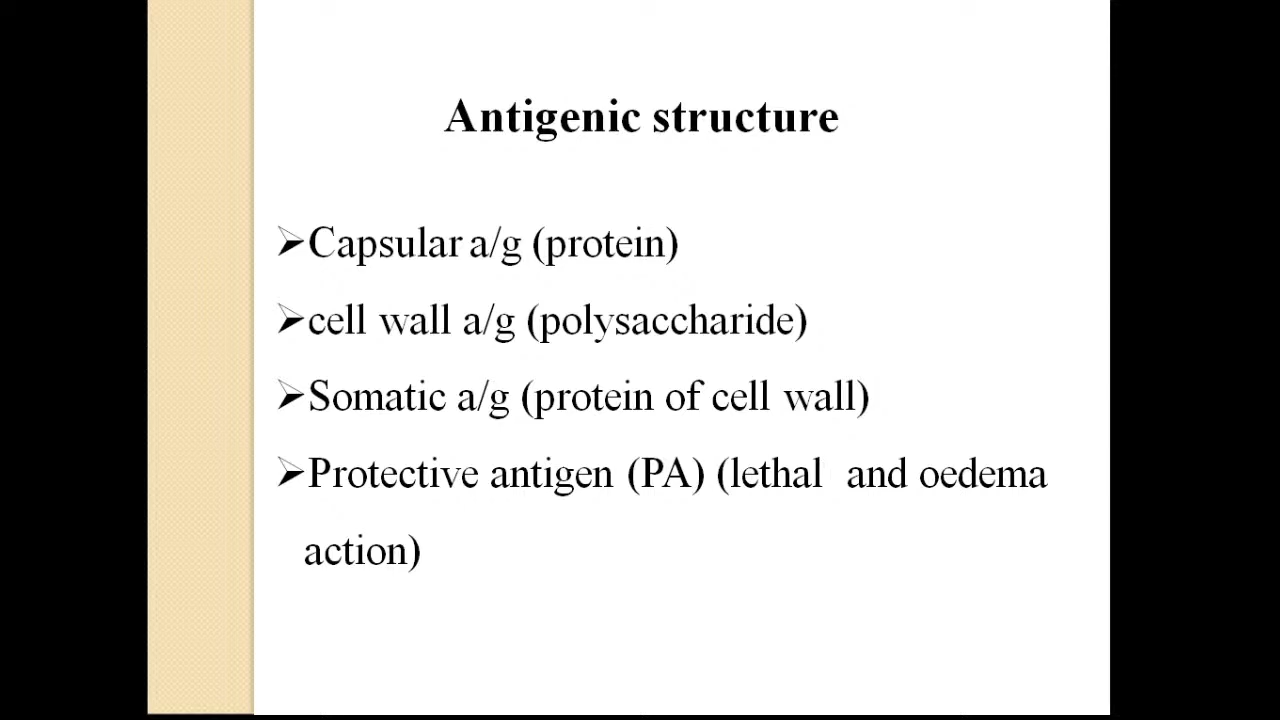 Antigenic structure
➢Capsular a/g (protein)
➢cell wall a/g (polysaccharide)
➢Somatic a/g (protein of cell wall)
➢Protective antigen (PA) (lethal and oedema
action)